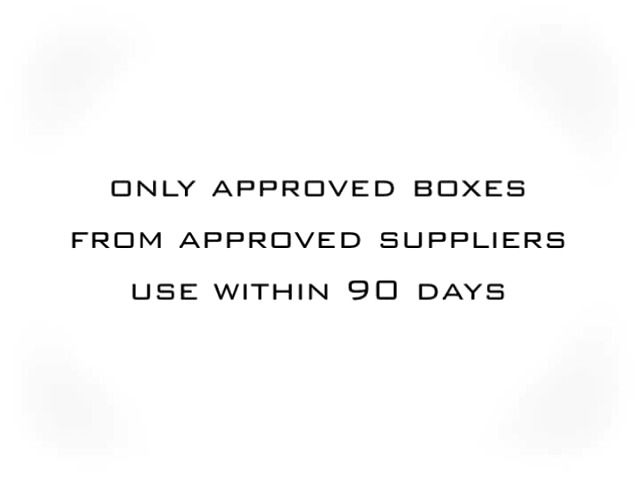 ONLY APPROVED BOXES
FROM APPROVED SUPPLIERS
USE WITHIN 90 DAYS